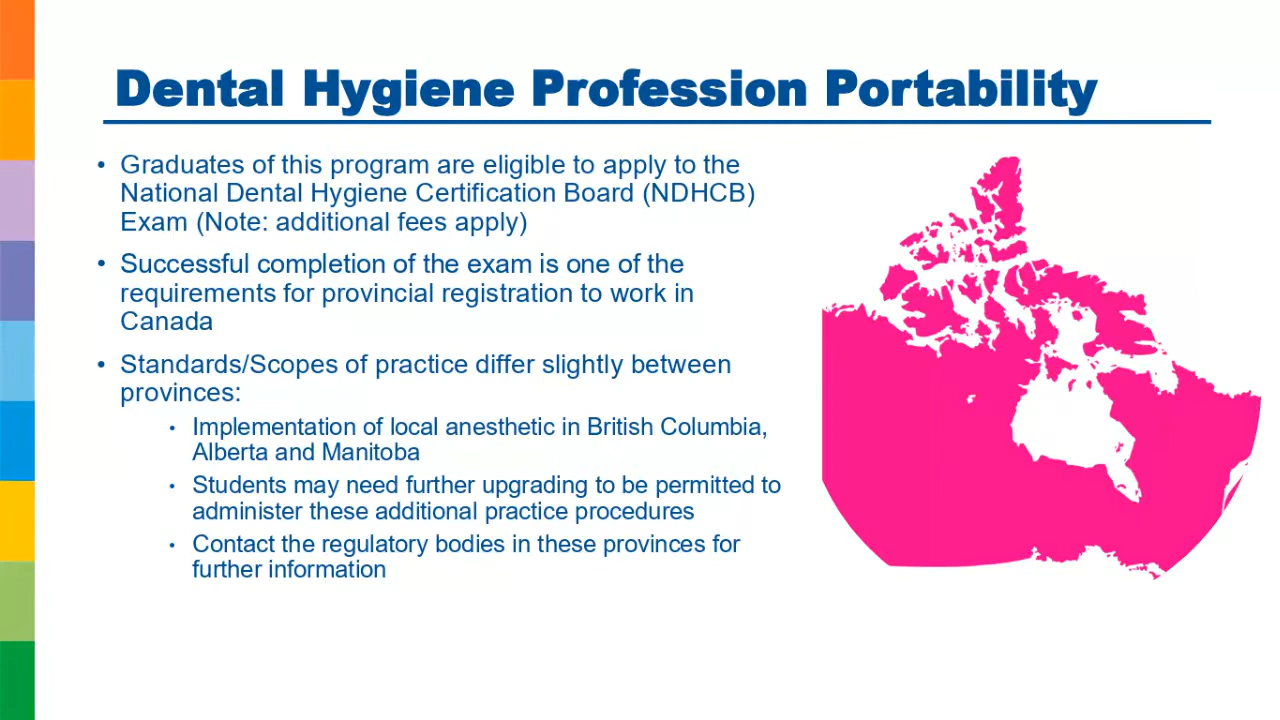 Dental Hygiene Profession Portability
• Graduates of this program are eligible to apply to the
National Dental Hygiene Certification Board (NDHCB)
Exam (Note: additional fees apply)
• Successful completion of the exam is one of the
requirements for provincial registration to work in
Canada
• Standards/Scopes of practice differ slightly between
provinces:
• Implementation of local anesthetic in British Columbia,
Alberta and Manitoba
• Students may need further upgrading to be permitted to
administer these additional practice procedures
• Contact the regulatory bodies in these provinces for
further information